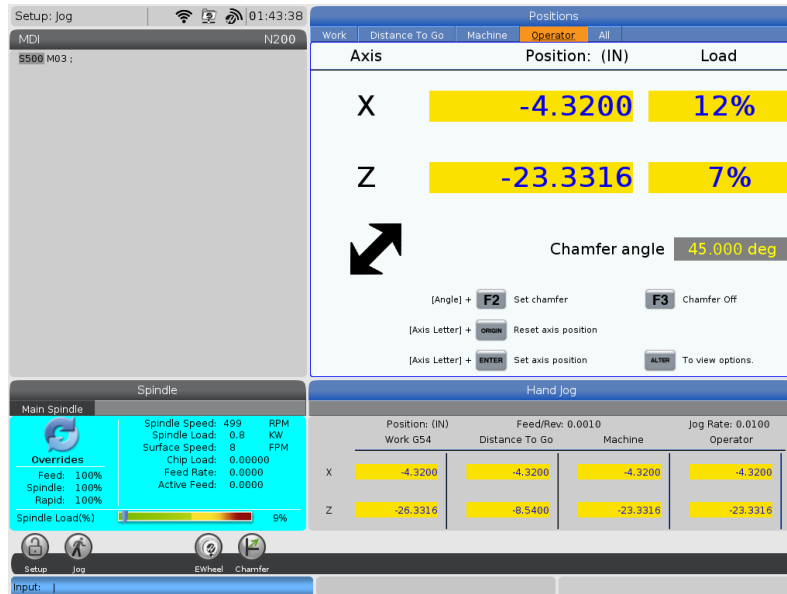 Setup: Jog
01:43:38
MDI N200
S500 M03 ;
Positions
Work Distance To Go Machine Operator All
Axis Position: (IN) Load
X -4.3200 12%
Z -23.3316 7%
Chamfer angle 45.000 deg
[Angle] + F2 Set chamfer F3 Chamfer Off
[Axis Letter] + ORIGIN Reset axis position
[Axis Letter] + ENTER Set axis position ALTER To view options.
Spindle
Main Spindle
Overrides
Feed: 100%
Spindle: 100%
Rapid: 100%
Spindle Speed: 499 RPM
Spindle Load: 0.8 KW
Surface Speed: 8 FPM
Chip Load: 0.00000
Feed Rate: 0.0000
Active Feed: 0.0000
Spindle Load(%) 9%
Hand Jog
Position: (IN) Feed/Rev: 0.0010 Jog Rate: 0.0100
Work G54 Distance To Go Machine Operator
X -4.3200 -4.3200 -4.3200 -4.3200
Z -26.3316 -8.5400 -23.3316 -23.3316
Setup Jog EWheel Chamfer
Input: